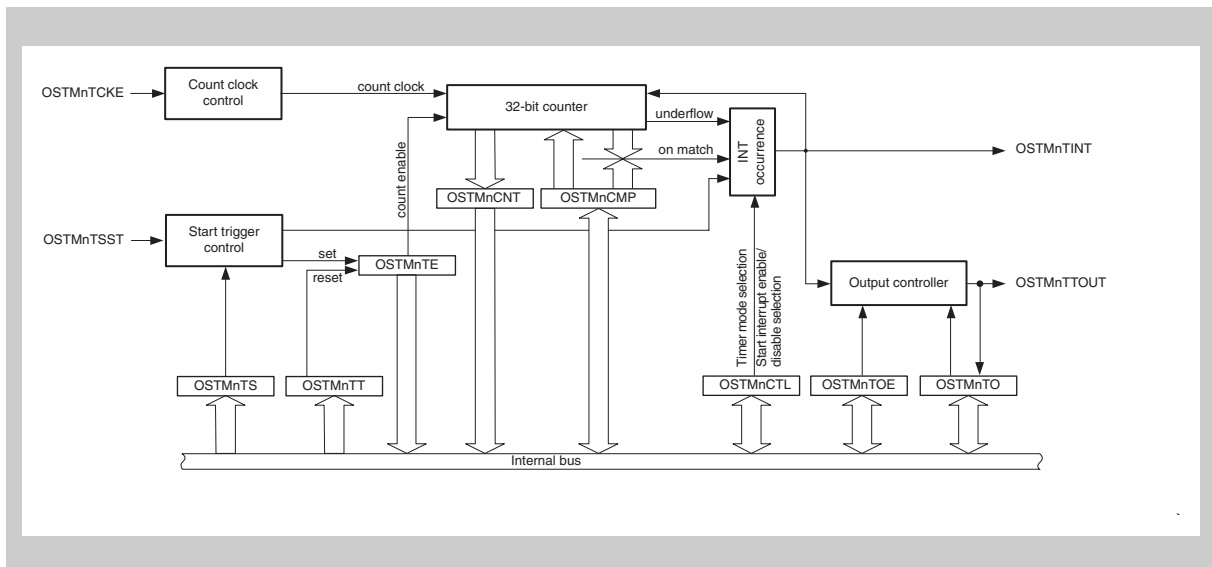 OSTMnTCKE
Count clock
control
count clock
32-bit counter
underflow
on match
INT
occurrence
OSTMnTINT
count enable
OSTMnCNT
OSTMnCMP
OSTMnTSST
Start trigger
control
set
reset
OSTMnTE
Timer mode selection
Start interrupt enable/
disable selection
Output controller
OSTMnTTOUT
OSTMnTS
OSTMnTT
OSTMnCTL
OSTMnTOE
OSTMnTO
Internal bus